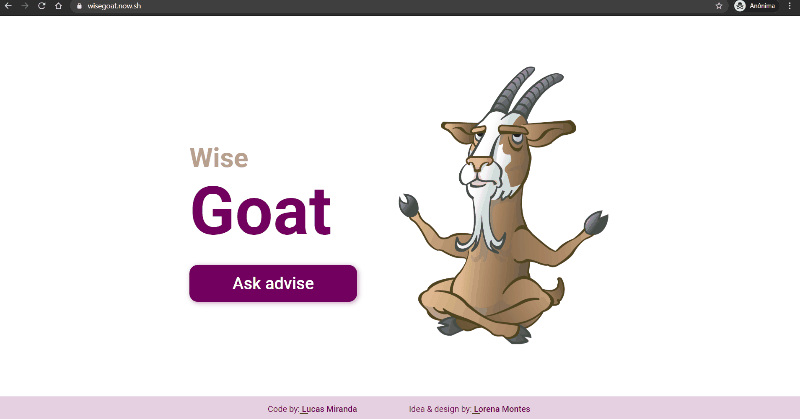 wisegoat.now.sh
Anónima
Wise
Goat
Ask advise
Code by: Lucas Miranda
Idea & design by: Lorena Montes